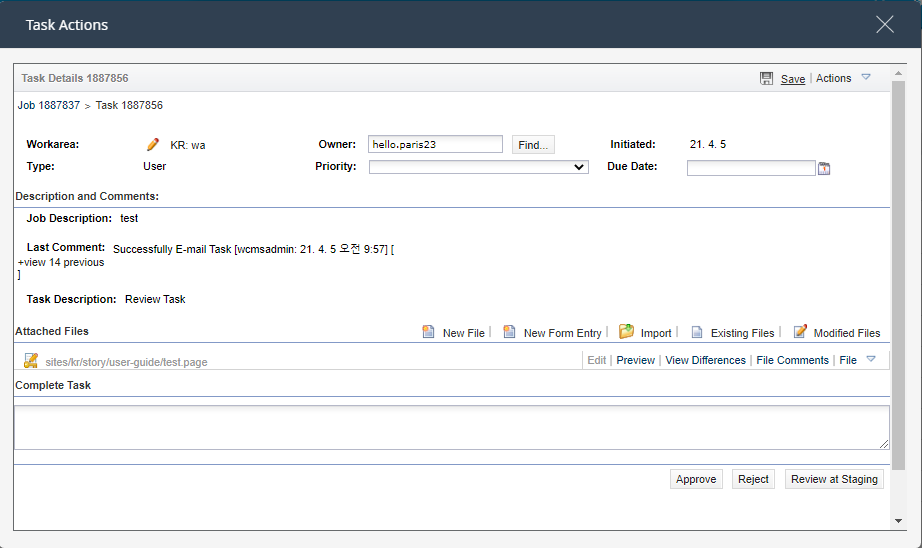 Task Actions
Task Details 1887856 Save | Actions
Job 1887837 > Task 1887856
Workarea: KR: wa Owner: hello.paris23 Find... Initiated: 21. 4. 5
Type: User Priority: Due Date:
Description and Comments:
Job Description: test
Last Comment: Successfully E-mail Task [wcmsadmin: 21. 4. 5 오전 9:57] [
+view 14 previous
]
Task Description: Review Task
Attached Files New File | New Form Entry | Import | Existing Files | Modified Files
sites/kr/story/user-guide/test.page Edit | Preview | View Differences | File Comments | File
Complete Task
Approve Reject Review at Staging